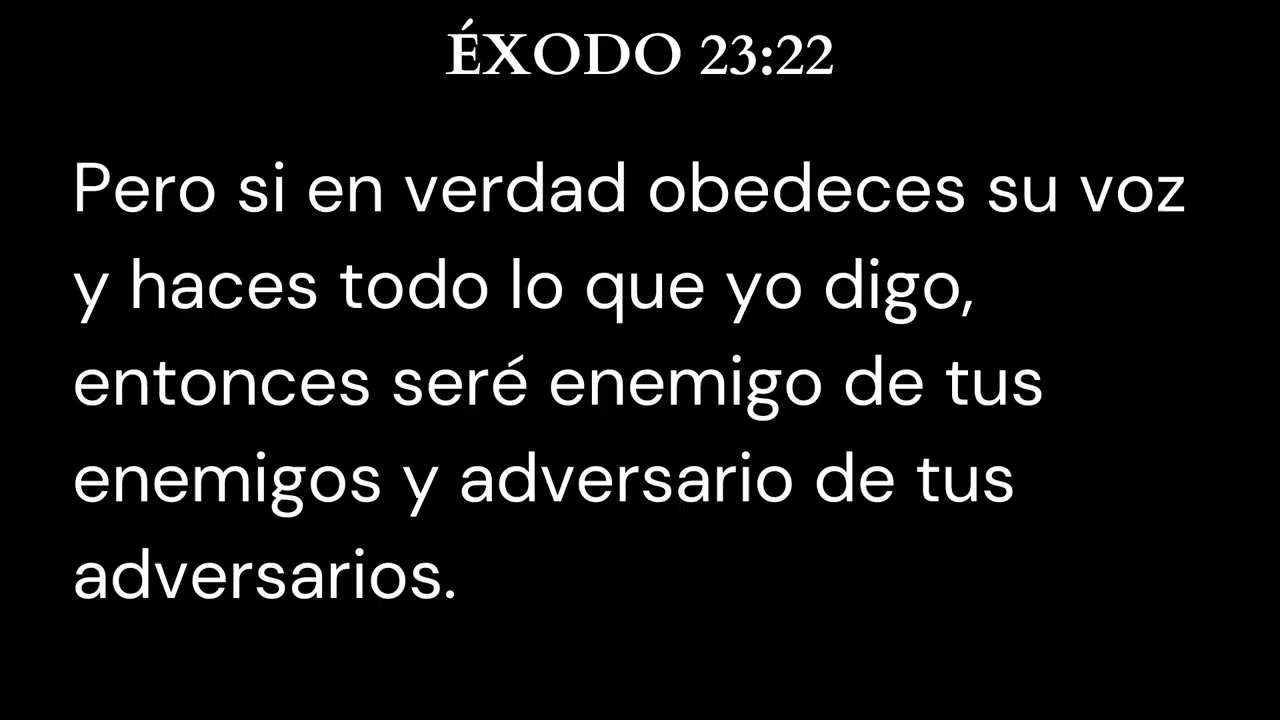 ÉXODO 23:22
Pero si en verdad obedeces su voz
y haces todo lo que yo digo,
entonces seré enemigo de tus
enemigos y adversario de tus
adversarios.